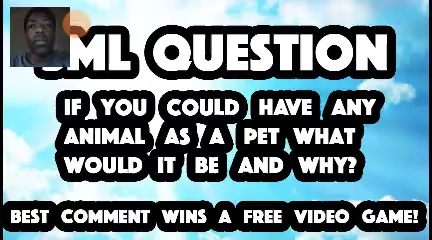 SML QUESTION
IF YOU COULD HAVE ANY
ANIMAL AS A PET WHAT
WOULD IT BE AND WHY?
BEST COMMENT WINS A FREE VIDEO GAME!